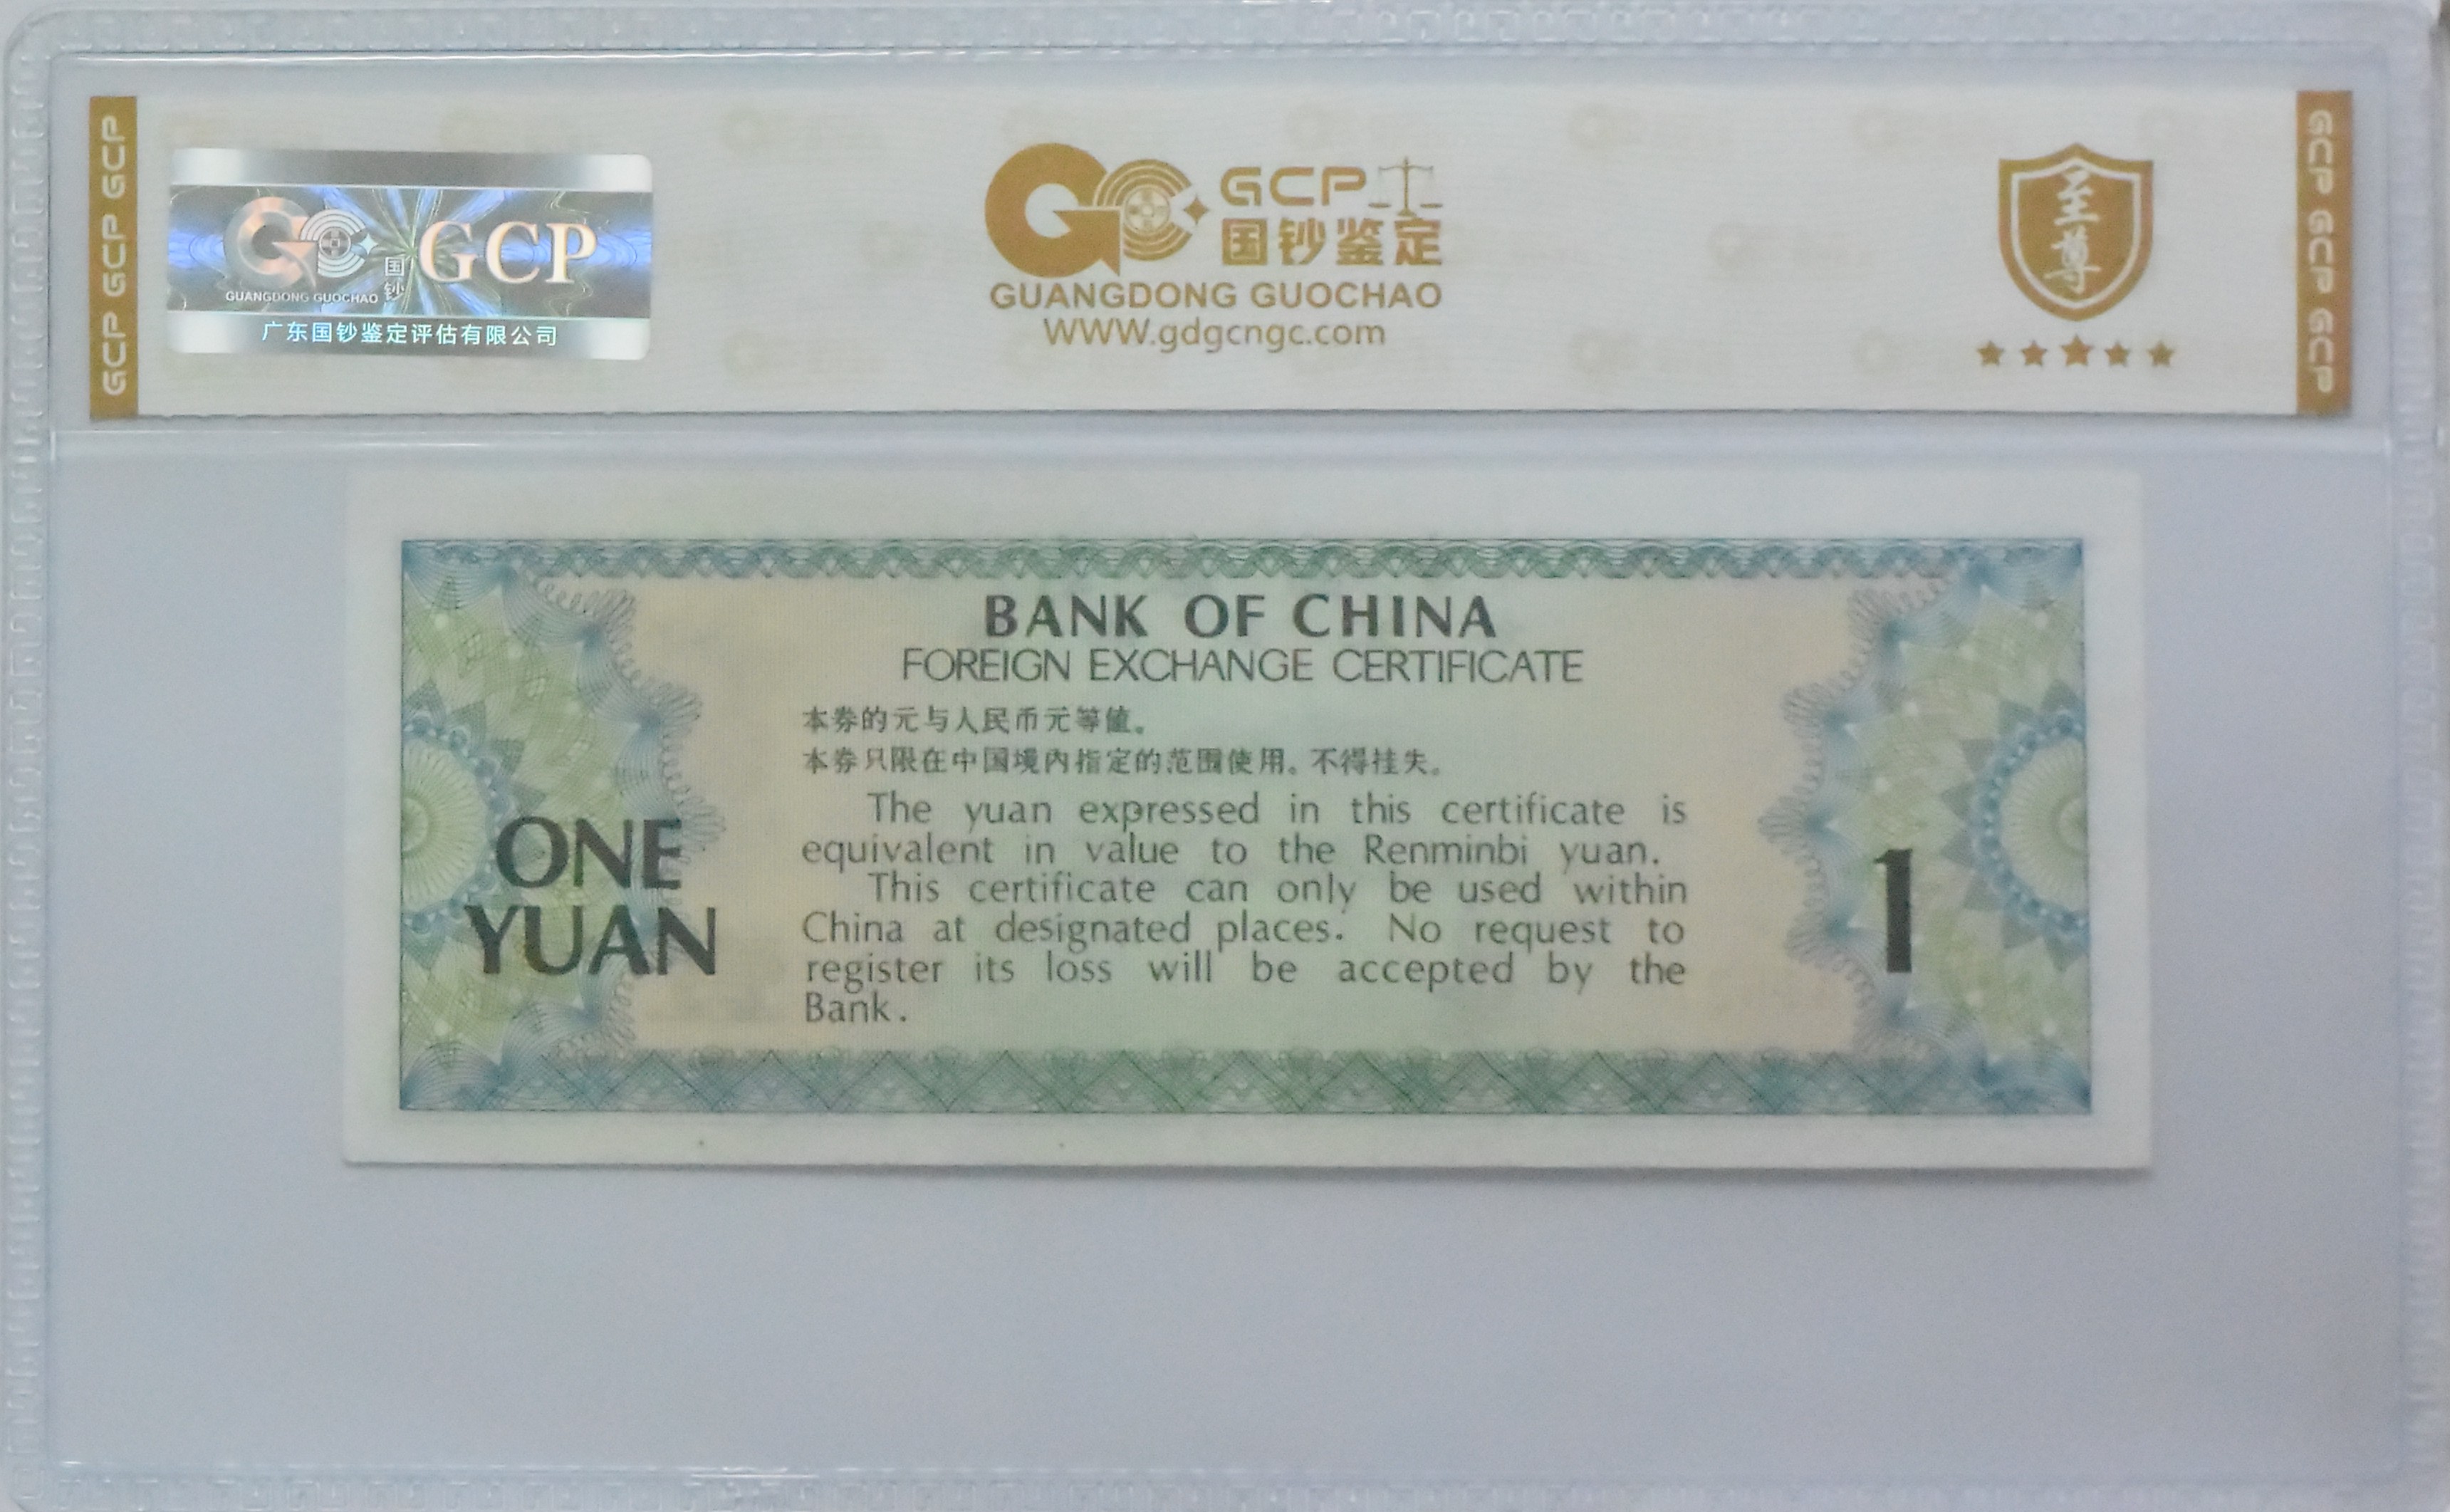 GCP GCP GCP
GUANGDONG GUOCHAO
国钞
GCP
广东国钞鉴定评估有限公司
GCP
国钞鉴定
GUANGDONG GUOCHAO
WWW.gdgcngc.com
至尊
GCP GCP GCP
BANK OF CHINA
FOREIGN EXCHANGE CERTIFICATE
本券的元与人民币元等值。
本券只限在中国境内指定的范围使用。不得挂失。
The yuan expressed in this certificate is
equivalent in value to the Renminbi yuan.
This certificate can only be used within
China at designated places. No request to
register its loss will be accepted by the
Bank.
ONE
YUAN
1